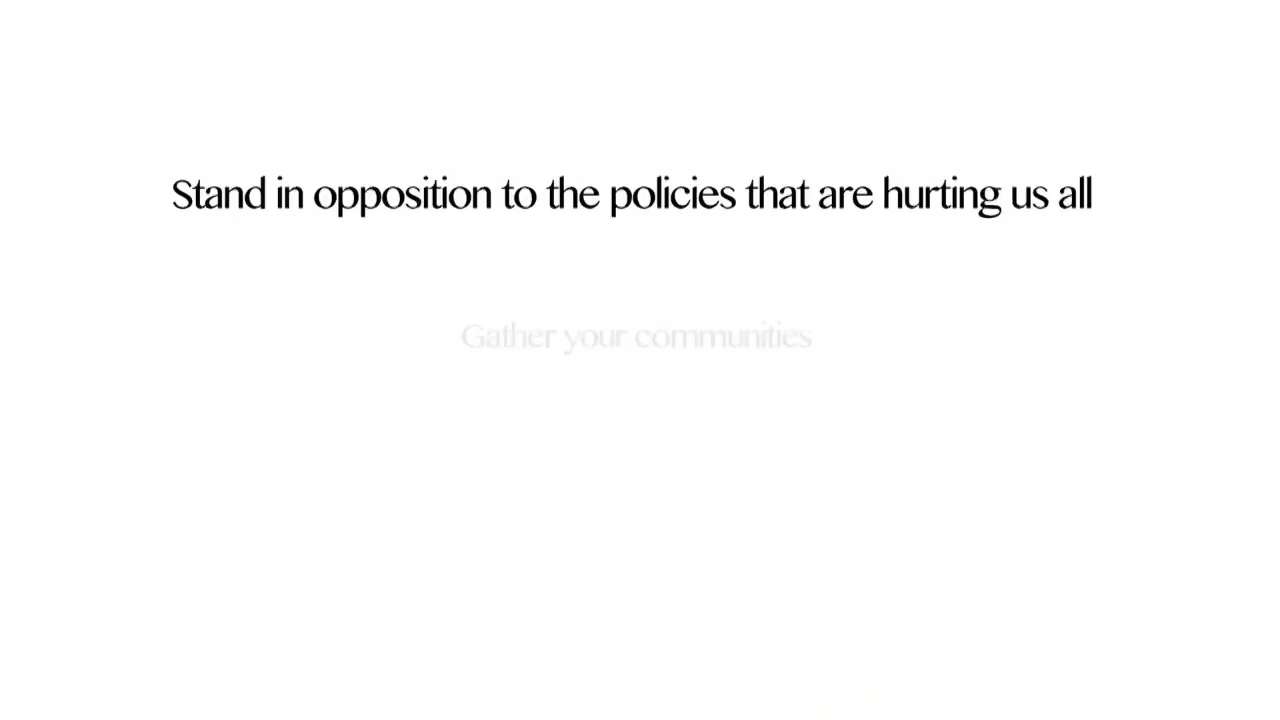 Stand in opposition to the policies that are hurting us all
Gather your communities